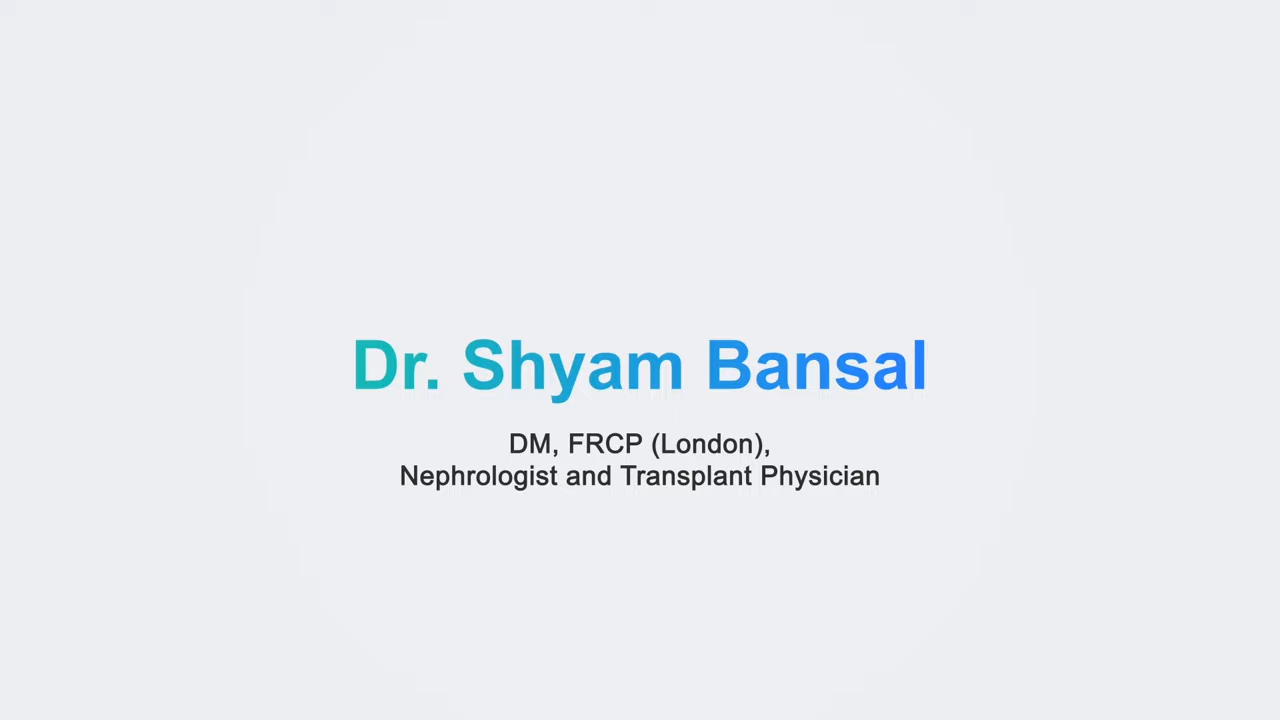 Dr. Shyam Bansal
DM, FRCP (London),
Nephrologist and Transplant Physician